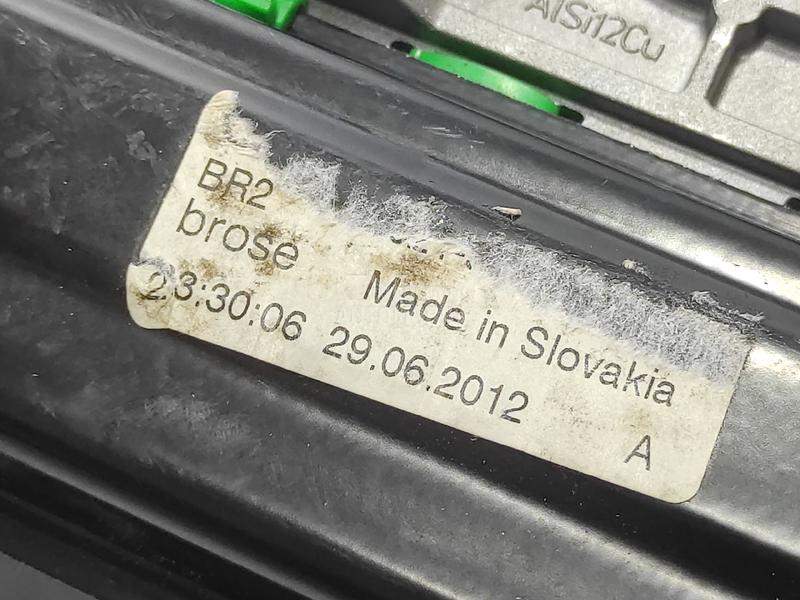 AlSi12Cu
BR2
brose Made in Slovakia
23:30:06 29.06.2012 A